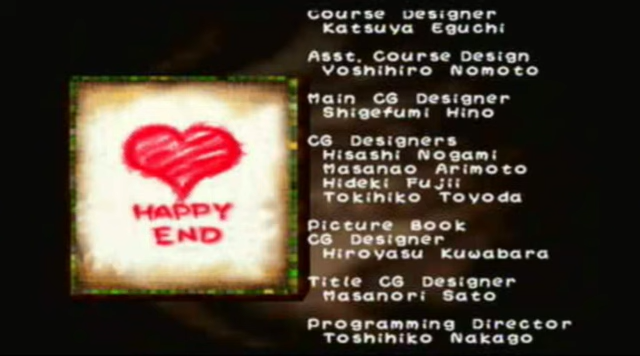 HAPPY
END
Course Designer
Katsuya Eguchi
Asst. Course Design
Yoshihiro Nomoto
Main CG Designer
Shigefumi Hino
CG Designers
Hisashi Nogami
Masanao Arimoto
Hideki Fujii
Tokihiko Toyoda
Picture Book
CG Designer
Hiroyasu Kuwabara
Title CG Designer
Masanori Sato
Programming Director
Toshihiko Nakago